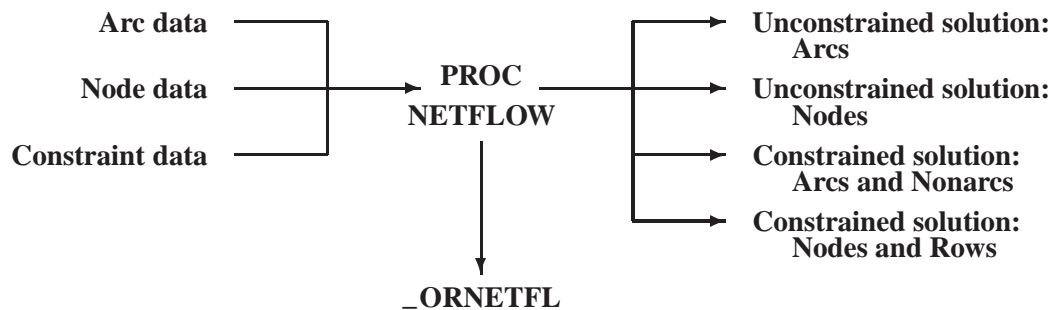 Arc data
Node data
Constraint data
PROC
NETFLOW
_ORNETFL
Unconstrained solution:
Arcs
Unconstrained solution:
Nodes
Constrained solution:
Arcs and Nonarcs
Constrained solution:
Nodes and Rows